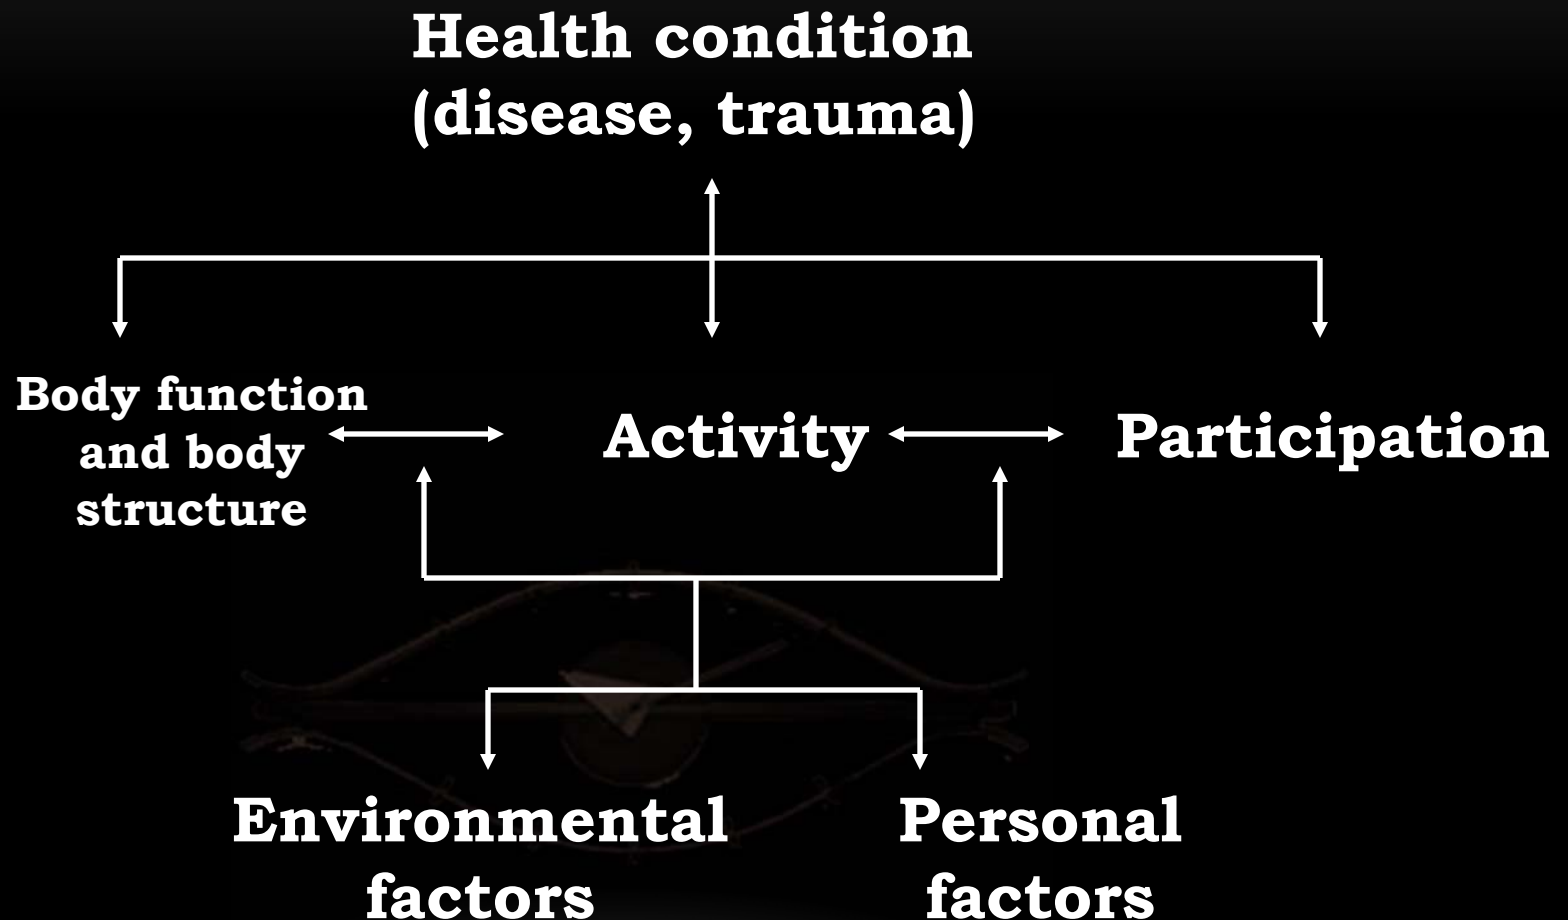 Health condition
(disease, trauma)
Body function
and body
structure
Activity
Participation
Environmental
factors
Personal
factors